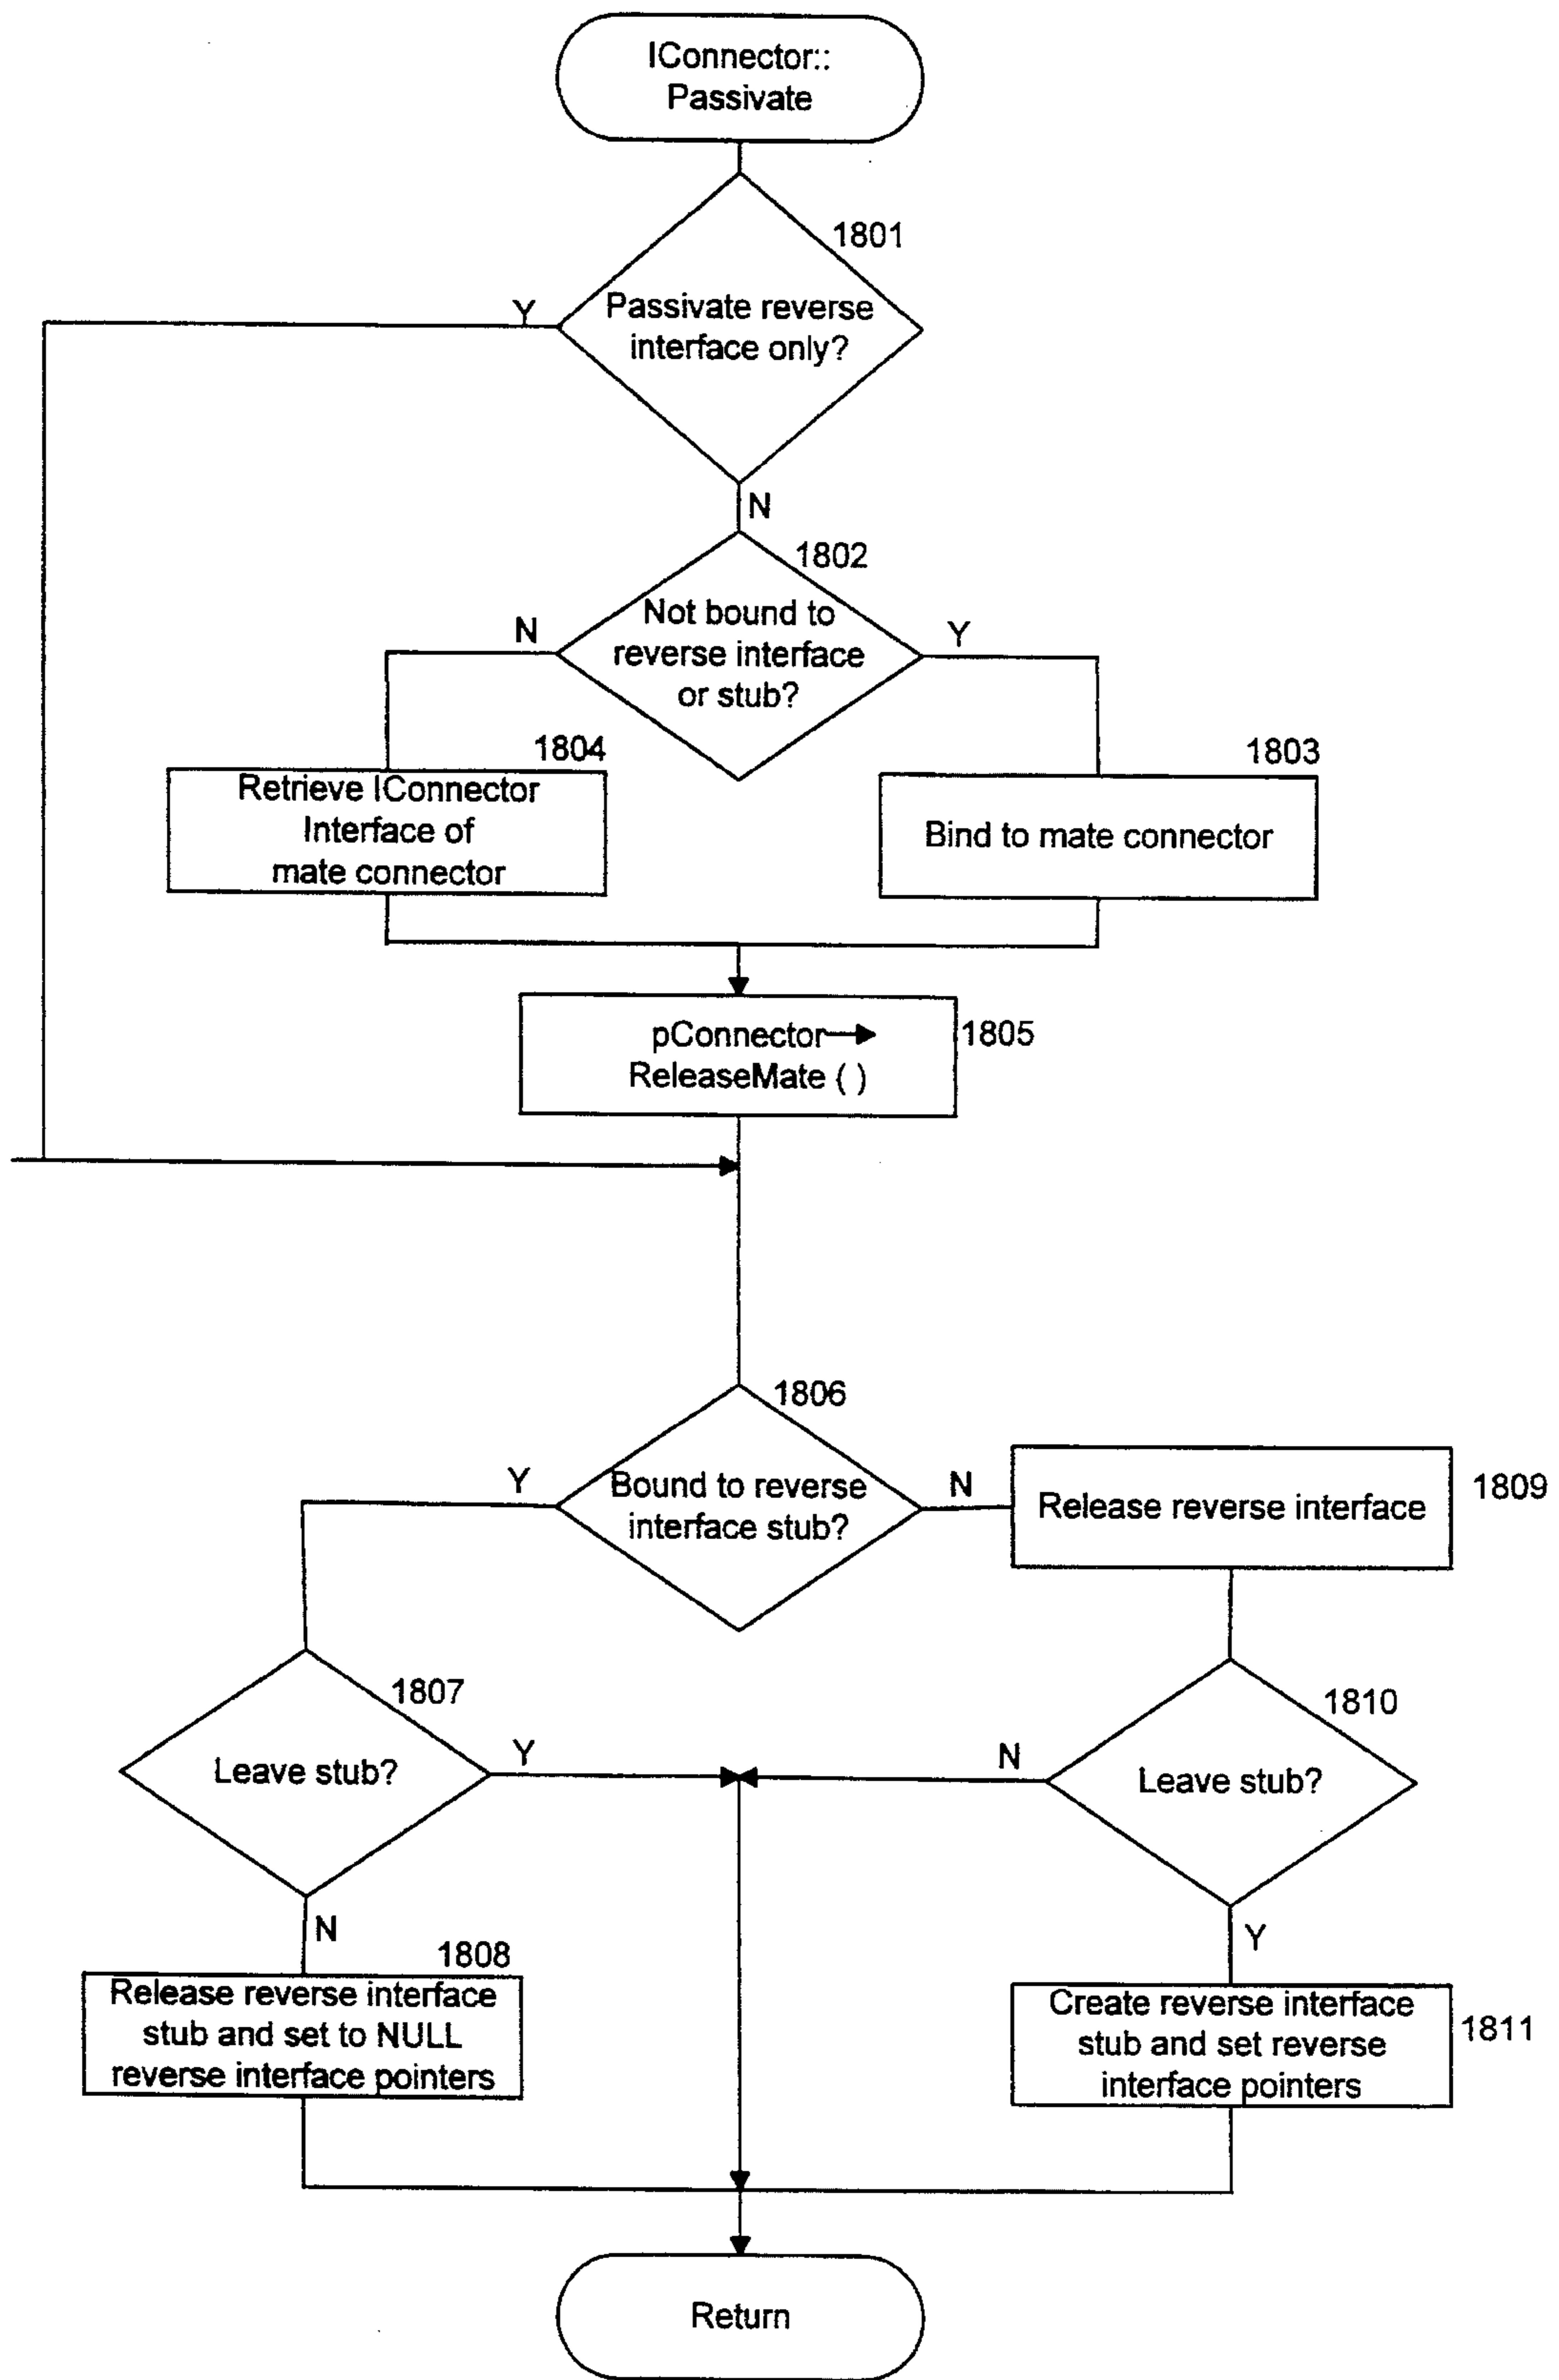 IConnector::
Passivate
1801
Y
Passivate reverse
interface only?
N
1802
N
Not bound to
reverse interface
or stub?
Y
1804
Retrieve IConnector
Interface of
mate connector
1803
Bind to mate connector
pConnector→
ReleaseMate ( )
1805
1806
Y
Bound to reverse
interface stub?
N
Release reverse interface
1809
1807
Leave stub?
Y
1810
N
Leave stub?
N
1808
Release reverse interface
stub and set to NULL
reverse interface pointers
Y
Create reverse interface
stub and set reverse
interface pointers
1811
Return